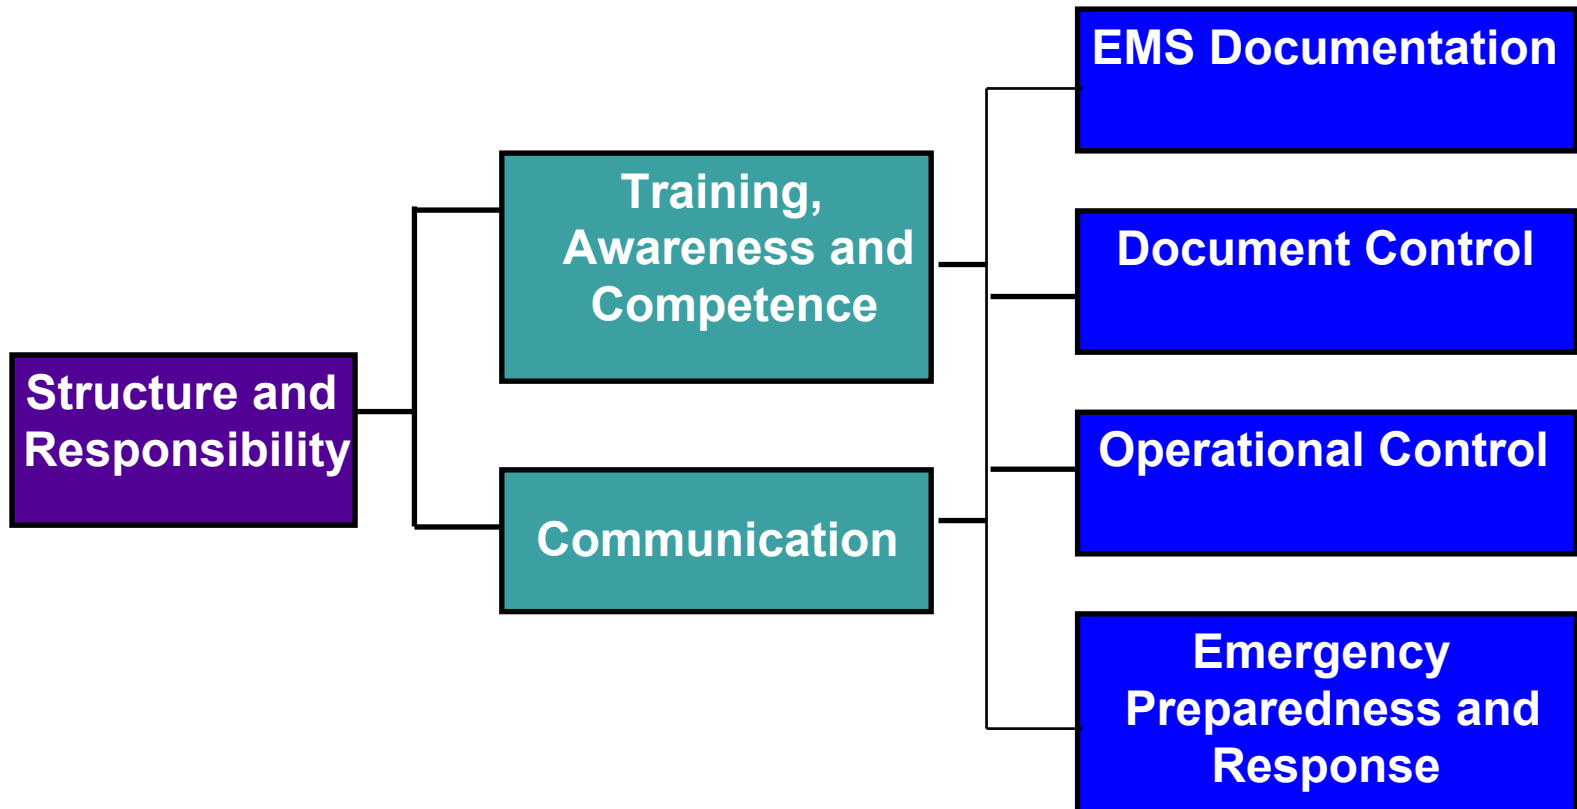 Structure and
Responsibility
Training,
Awareness and
Competence
Communication
EMS Documentation
Document Control
Operational Control
Emergency
Preparedness and
Response